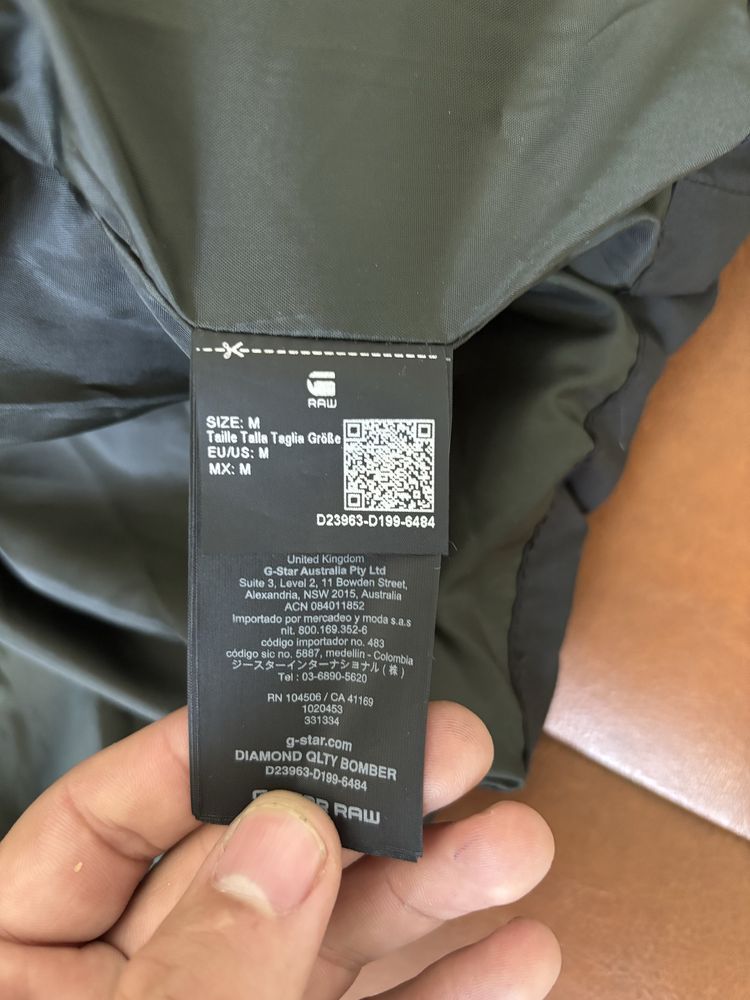 RAW
SIZE: M
Taille Talla Taglia Größe
EU/US: M
MX: M
D23963-D199-6484
United Kingdom
G-Star Australia Pty Ltd
Suite 3, Level 2, 11 Bowden Street,
Alexandria, NSW 2015, Australia
ACN 084011852
Importado por mercadeo y moda s.a.s
nit. 800.169.352-6
código importador no. 483
código sic no. 5887, medellin - Colombia
ジースターインターナショナル(株)
Tel : 03-6890-5620
RN 104506 / CA 41169
1020453
331334
g-star.com
DIAMOND QLTY BOMBER
D23963-D199-6484
RAW